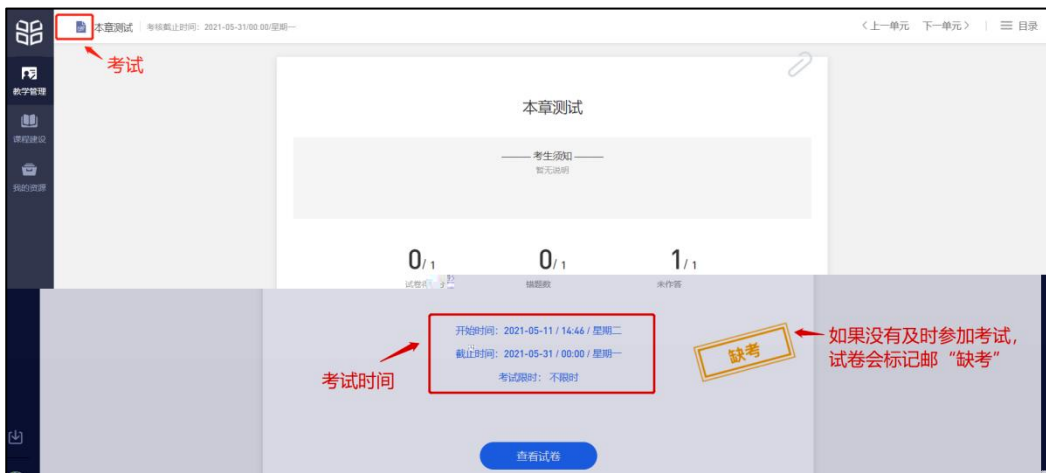 本章测试
考核截止时间：2021-05-31/00:00/星期一
〈上一单元 下一单元〉
目录
考试
教学管理
课程建设
我的资源
本章测试
考生须知
暂无说明
0/ 1
0/ 1
1/ 1
错题数
未作答
开始时间：2021-05-11 / 14:46 / 星期二
截止时间：2021-05-31 / 00:00 / 星期一
考试限时：不限时
考试时间
缺考
如果没有及时参加考试，
试卷会标记邮“缺考”
查看试卷